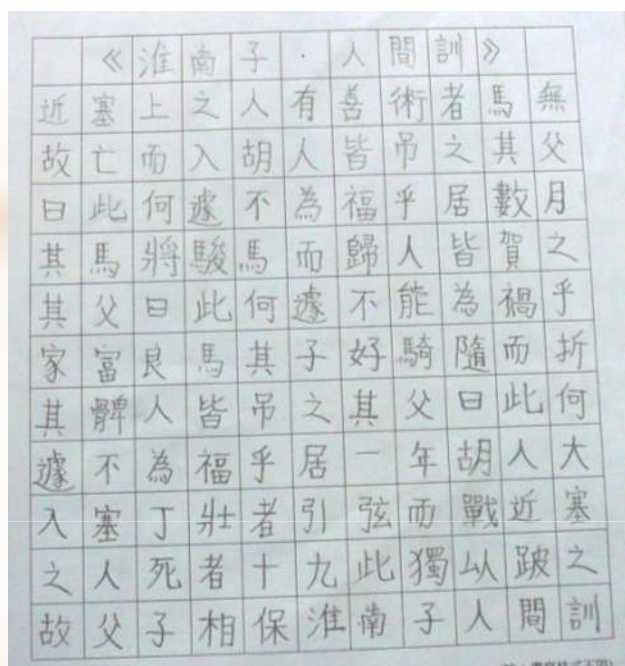 《淮南子·人間訓》
近塞上之人有善術者馬無
故亡而入胡人皆吊之其父
曰此何遽不為福乎居數月
其馬將駿馬而歸人皆賀之
其父曰此何遽不能為禍乎
家富良馬其子好騎隨而折
其髀人皆吊之其父曰此何
遽不為福乎居一年胡人大
入塞丁壯者引弦而戰近塞
之人死者十九此獨以跛之
故父子相保淮南子人間訓